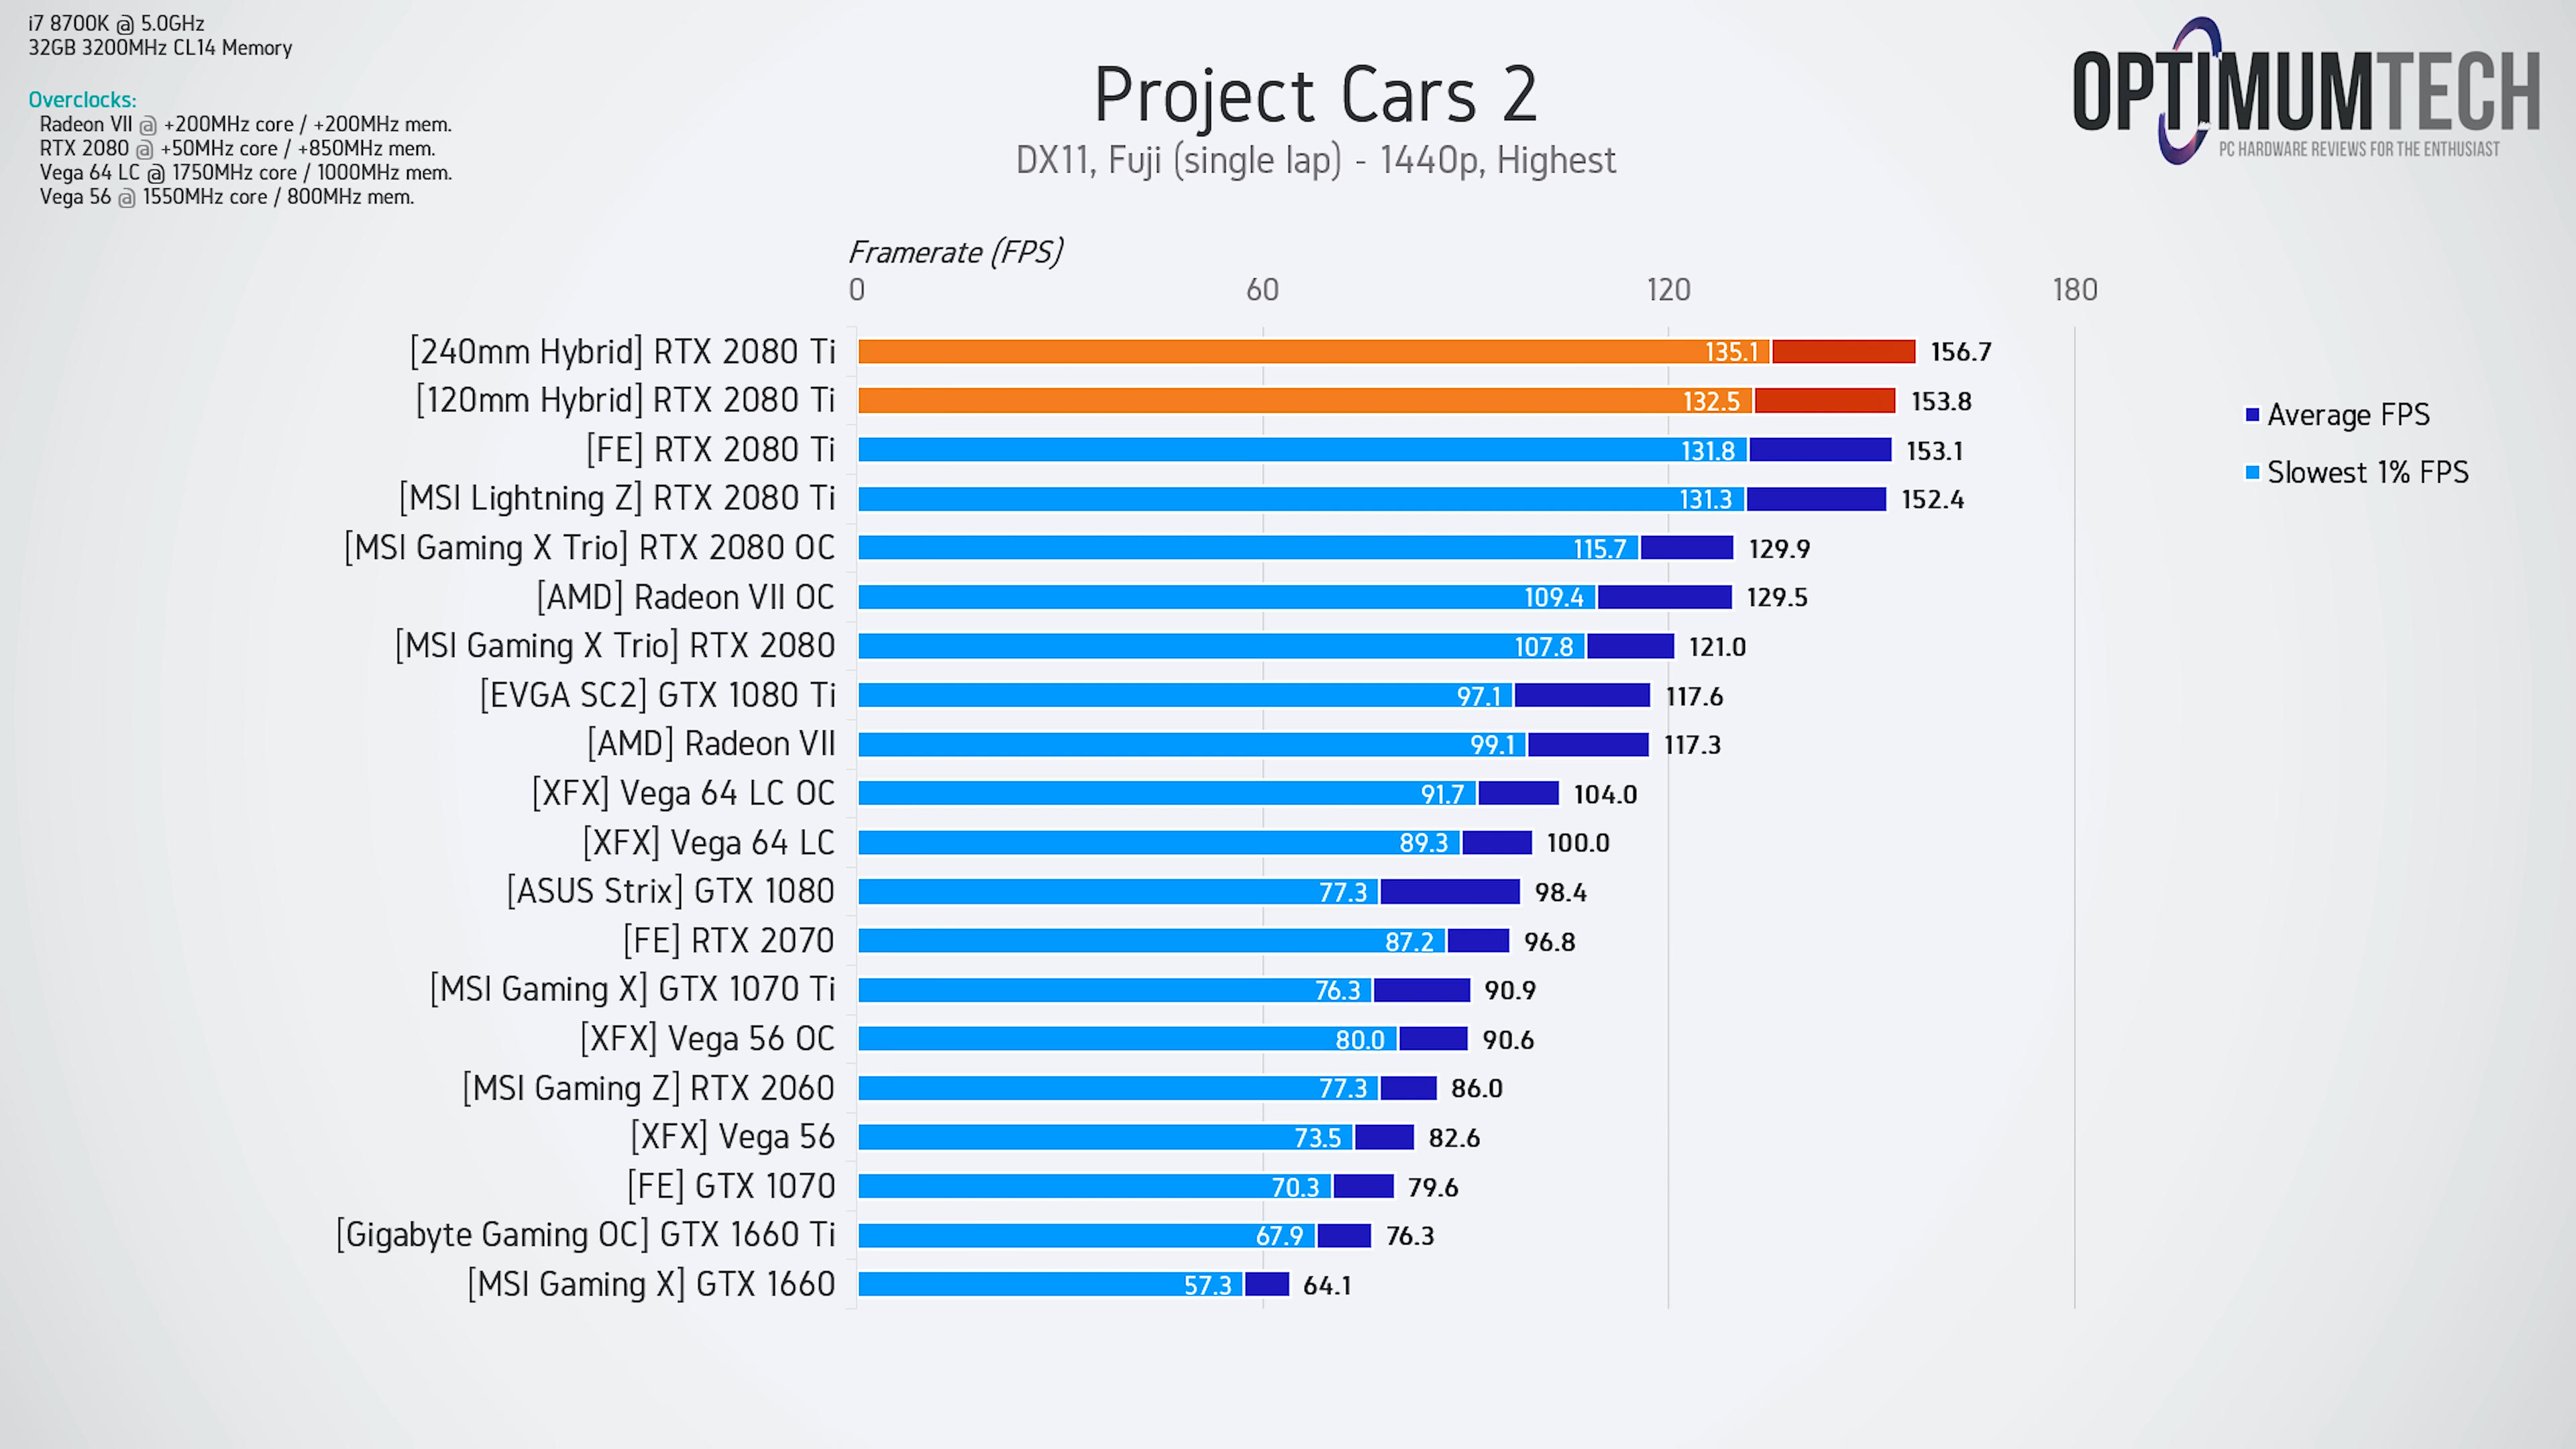 i7 8700K @ 5.0GHz
32GB 3200MHz CL14 Memory
Overclocks:
Radeon VII @ +200MHz core / +200MHz mem.
RTX 2080 @ +50MHz core / +850MHz mem.
Vega 64 LC @ 1750MHz core / 1000MHz mem.
Vega 56 @ 1550MHz core / 800MHz mem.
Project Cars 2
DX11, Fuji (single lap) - 1440p, Highest
OPTIMUMTECH
PC HARDWARE REVIEWS FOR THE ENTHUSIAST
Framerate (FPS)
0 60 120 180
[240mm Hybrid] RTX 2080 Ti 135.1 156.7
[120mm Hybrid] RTX 2080 Ti 132.5 153.8
[FE] RTX 2080 Ti 131.8 153.1
[MSI Lightning Z] RTX 2080 Ti 131.3 152.4
[MSI Gaming X Trio] RTX 2080 OC 115.7 129.9
[AMD] Radeon VII OC 109.4 129.5
[MSI Gaming X Trio] RTX 2080 107.8 121.0
[EVGA SC2] GTX 1080 Ti 97.1 117.6
[AMD] Radeon VII 99.1 117.3
[XFX] Vega 64 LC OC 91.7 104.0
[XFX] Vega 64 LC 89.3 100.0
[ASUS Strix] GTX 1080 77.3 98.4
[FE] RTX 2070 87.2 96.8
[MSI Gaming X] GTX 1070 Ti 76.3 90.9
[XFX] Vega 56 OC 80.0 90.6
[MSI Gaming Z] RTX 2060 77.3 86.0
[XFX] Vega 56 73.5 82.6
[FE] GTX 1070 70.3 79.6
[Gigabyte Gaming OC] GTX 1660 Ti 67.9 76.3
[MSI Gaming X] GTX 1660 57.3 64.1
Average FPS
Slowest 1% FPS